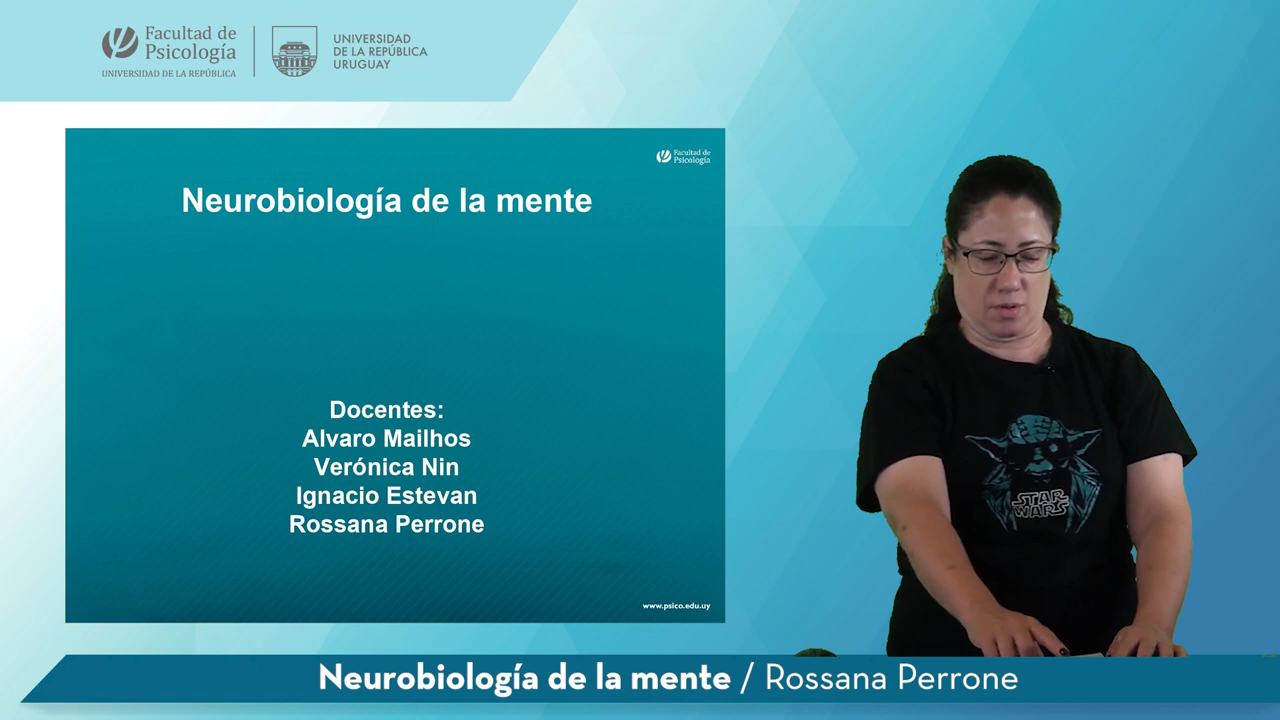 Facultad de
Psicología
UNIVERSIDAD DE LA REPÚBLICA
UNIVERSIDAD
DE LA REPÚBLICA
URUGUAY
Facultad de
Psicología
Neurobiología de la mente
Docentes:
Alvaro Mailhos
Verónica Nin
Ignacio Estevan
Rossana Perrone
www.psico.edu.uy
STAR
WARS
Neurobiología de la mente / Rossana Perrone